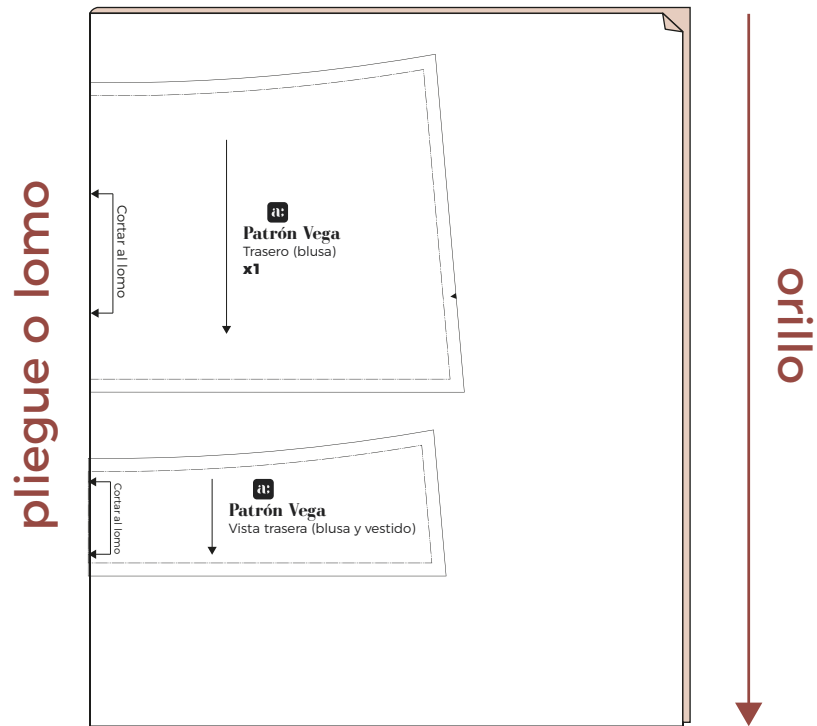 pliegue o lomo
Cortar al lomo
a:
Patrón Vega
Trasero (blusa)
x1
orillo
Cortar al lomo
a:
Patrón Vega
Vista trasera (blusa y vestido)